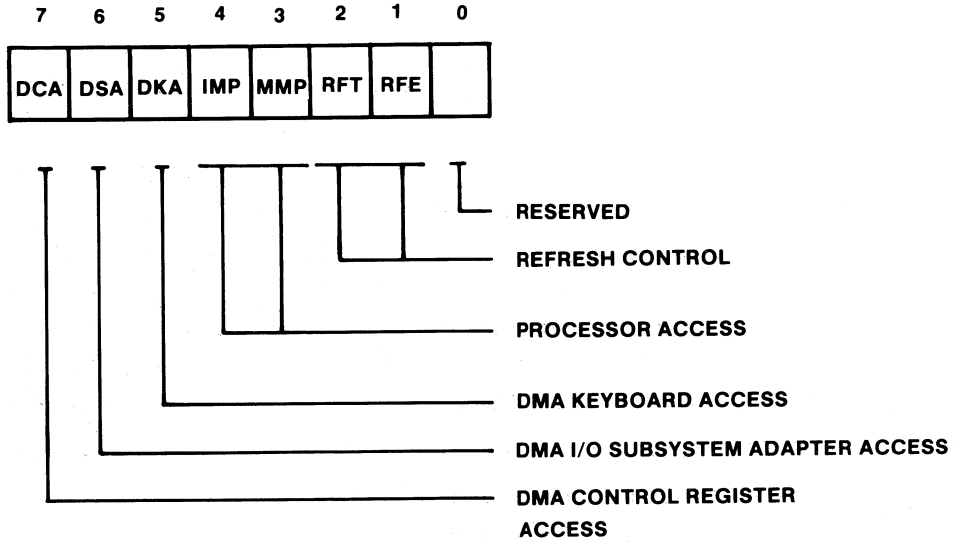 7 6 5 4 3 2 1 0
DCA DSA DKA IMP MMP RFT RFE
RESERVED
REFRESH CONTROL
PROCESSOR ACCESS
DMA KEYBOARD ACCESS
DMA I/O SUBSYSTEM ADAPTER ACCESS
DMA CONTROL REGISTER
ACCESS